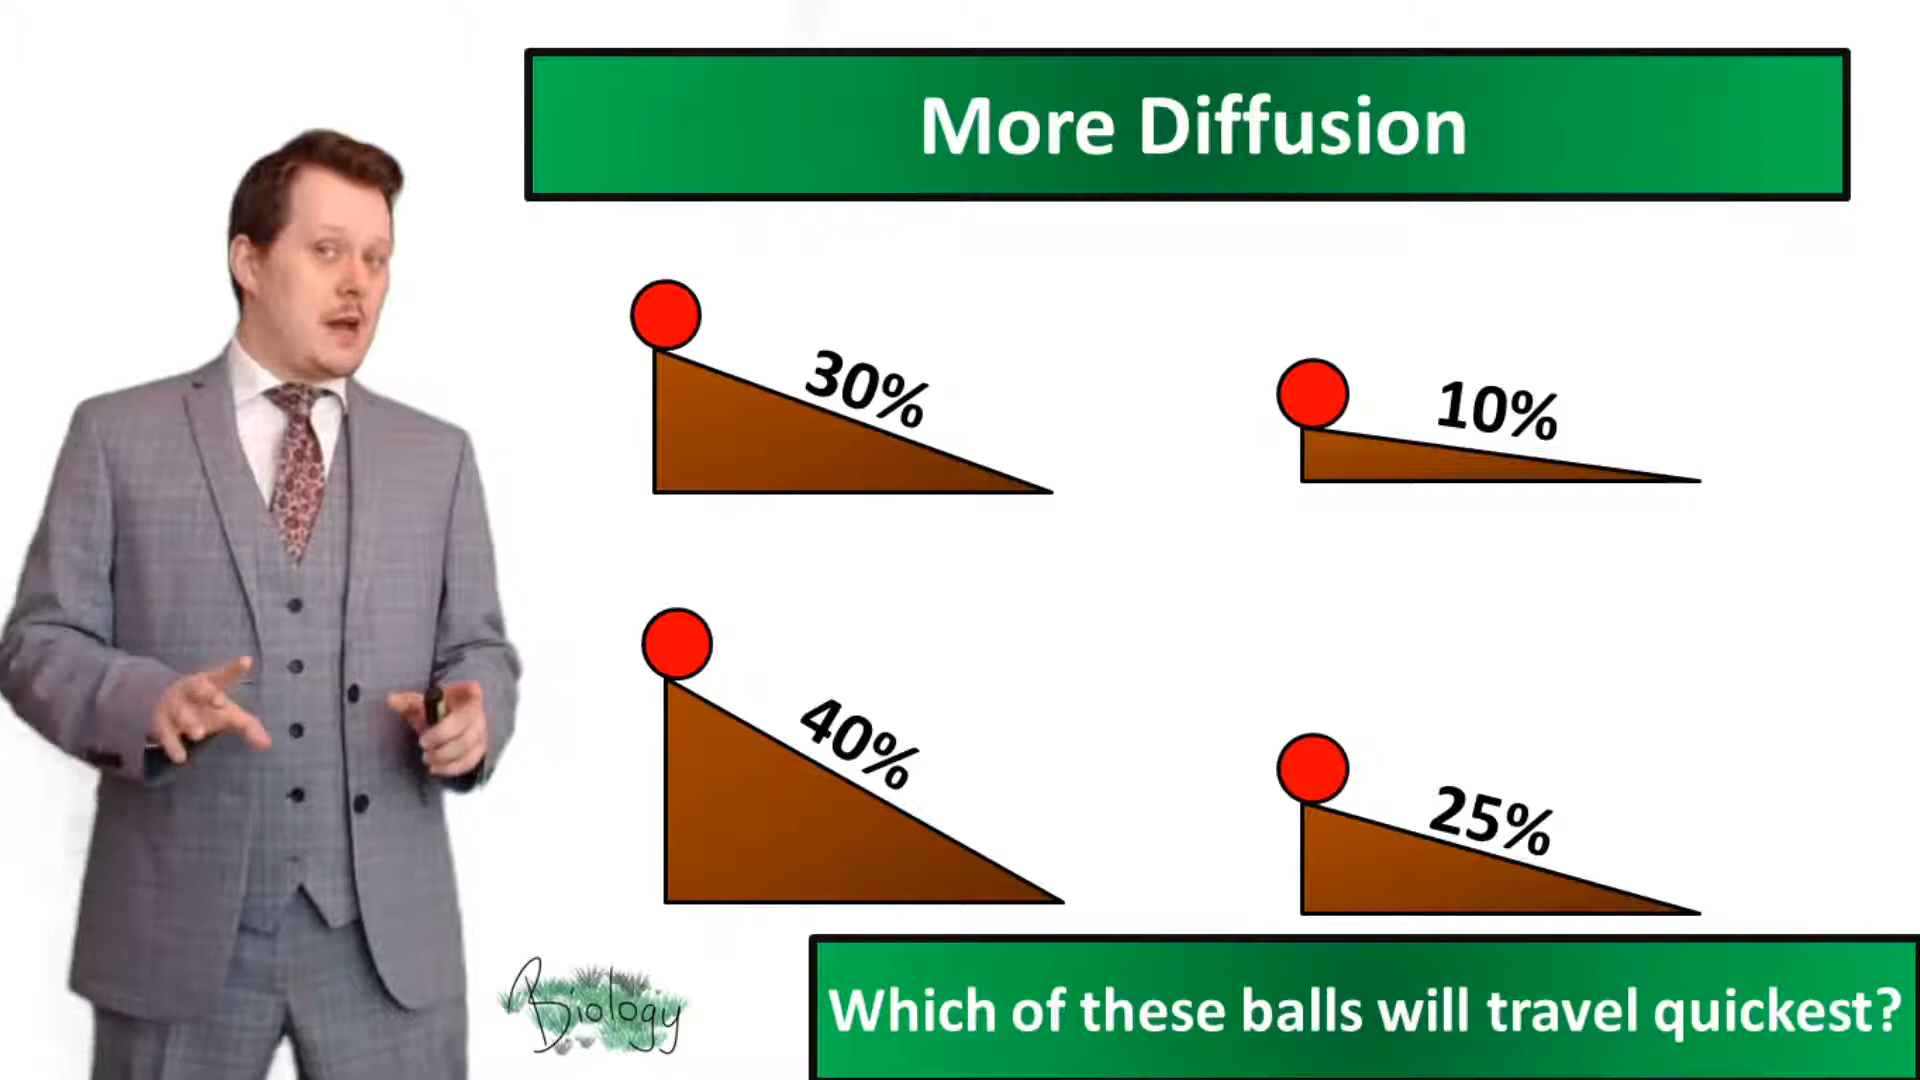 More Diffusion
30%
10%
40%
25%
Biology
Which of these balls will travel quickest?